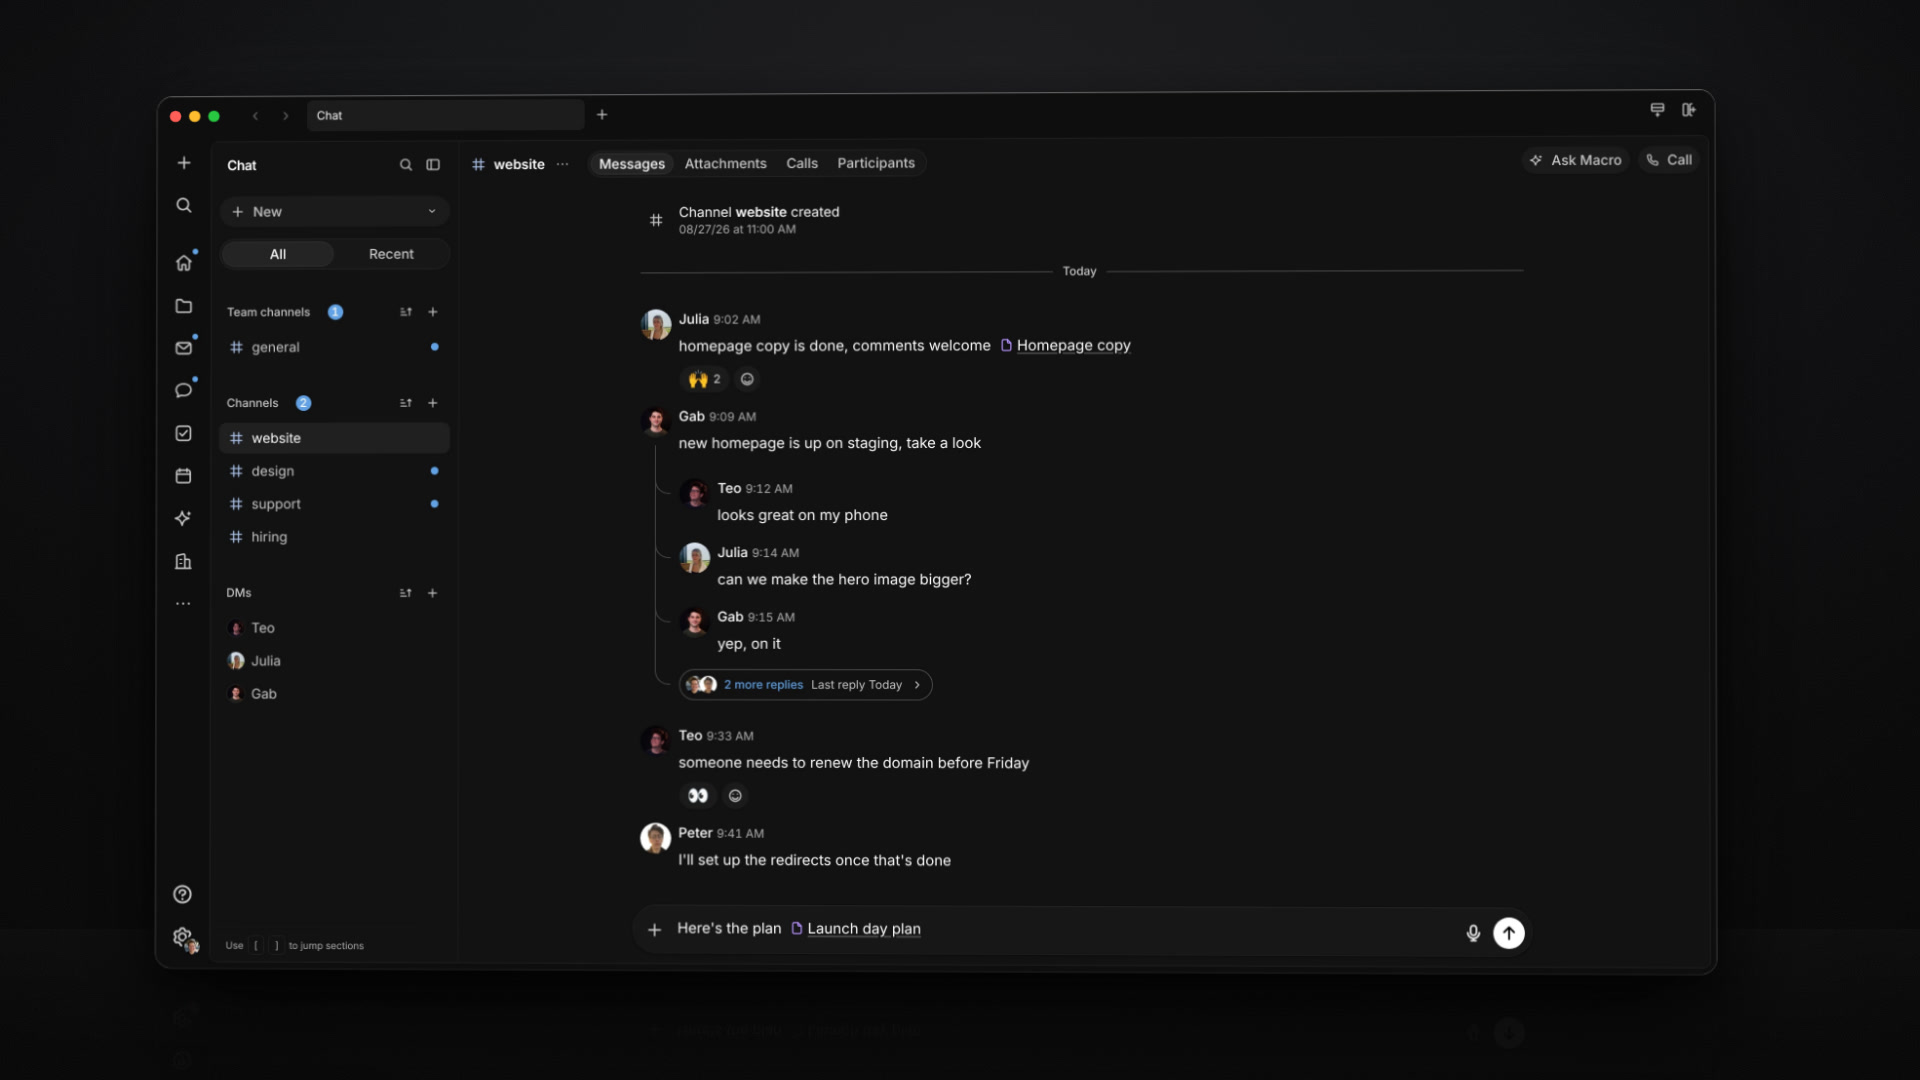 Chat
Chat
New
All
Recent
Team channels 1
# general
Channels 2
# website
# design
# support
# hiring
DMs
Teo
Julia
Gab
Use [ ] to jump sections
# website ...
Messages
Attachments
Calls
Participants
Ask Macro
Call
Channel website created
08/27/26 at 11:00 AM
Today
Julia 9:02 AM
homepage copy is done, comments welcome Homepage copy
🙌 2
Gab 9:09 AM
new homepage is up on staging, take a look
Teo 9:12 AM
looks great on my phone
Julia 9:14 AM
can we make the hero image bigger?
Gab 9:15 AM
yep, on it
2 more replies Last reply Today
Teo 9:33 AM
someone needs to renew the domain before Friday
👀
Peter 9:41 AM
I'll set up the redirects once that's done
Here's the plan Launch day plan